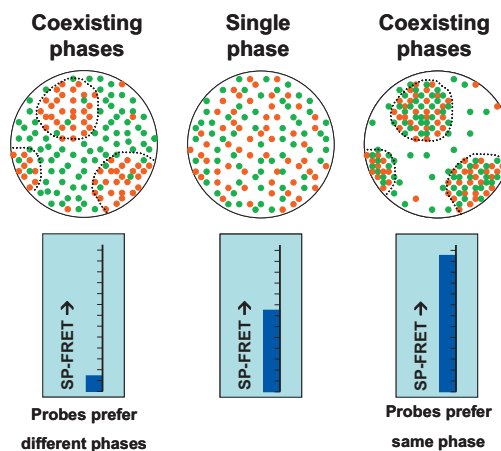 Coexisting
phases
Single
phase
Coexisting
phases
SP-FRET →
SP-FRET →
SP-FRET →
Probes prefer
different phases
Probes prefer
same phase